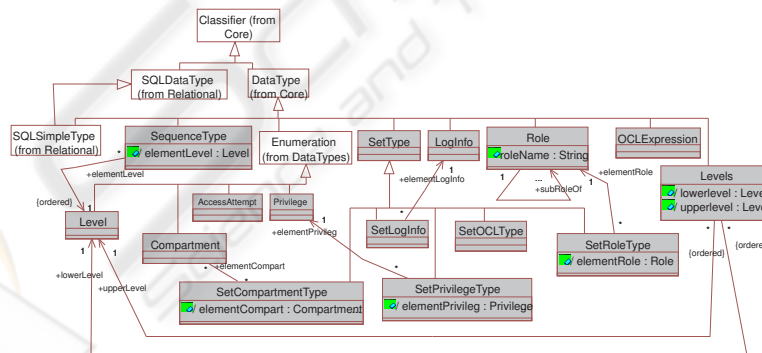 Classifier (from
Core)
SQLDataType
(from Relational)
DataType
(from Core)
SQLSimpleType
(from Relational)
SequenceType
/ elementLevel : Level
Enumeration
(from DataTypes)
SetType
LogInfo
Role
roleName : String
OCLExpression
*
+elementLevel
1
+elementLogInfo
1
...
+subRoleOf
1
+elementRole
Levels
/ lowerlevel : Leve
/ upperlevel : Leve
{ordered}
1
Level
AccessAttempt
Privilege
1
+elementPrivileg
*
SetLogInfo
SetOCLType
*
SetRoleType
/ elementRole : Role
*
*
{ordered}
{ordere
1
1
+lowerLevel
+upperLevel
Compartment
*
+elementCompart
*
SetCompartmentType
/ elementCompart : Compartment
*
SetPrivilegeType
/ elementPrivileg : Privilege